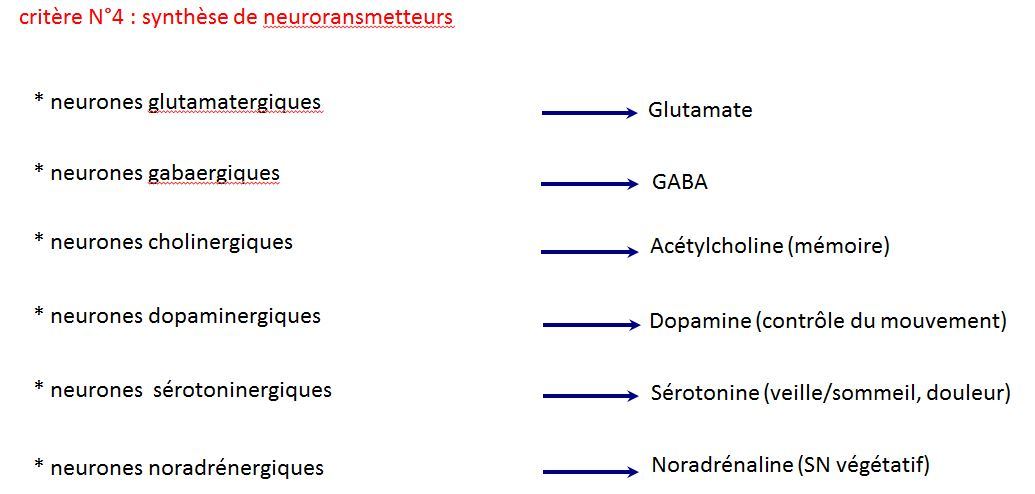 critère N°4 : synthèse de neuroransmetteurs
* neurones glutamatergiques Glutamate
* neurones gabaergiques GABA
* neurones cholinergiques Acétylcholine (mémoire)
* neurones dopaminergiques Dopamine (contrôle du mouvement)
* neurones sérotoninergiques Sérotonine (veille/sommeil, douleur)
* neurones noradrénergiques Noradrénaline (SN végétatif)